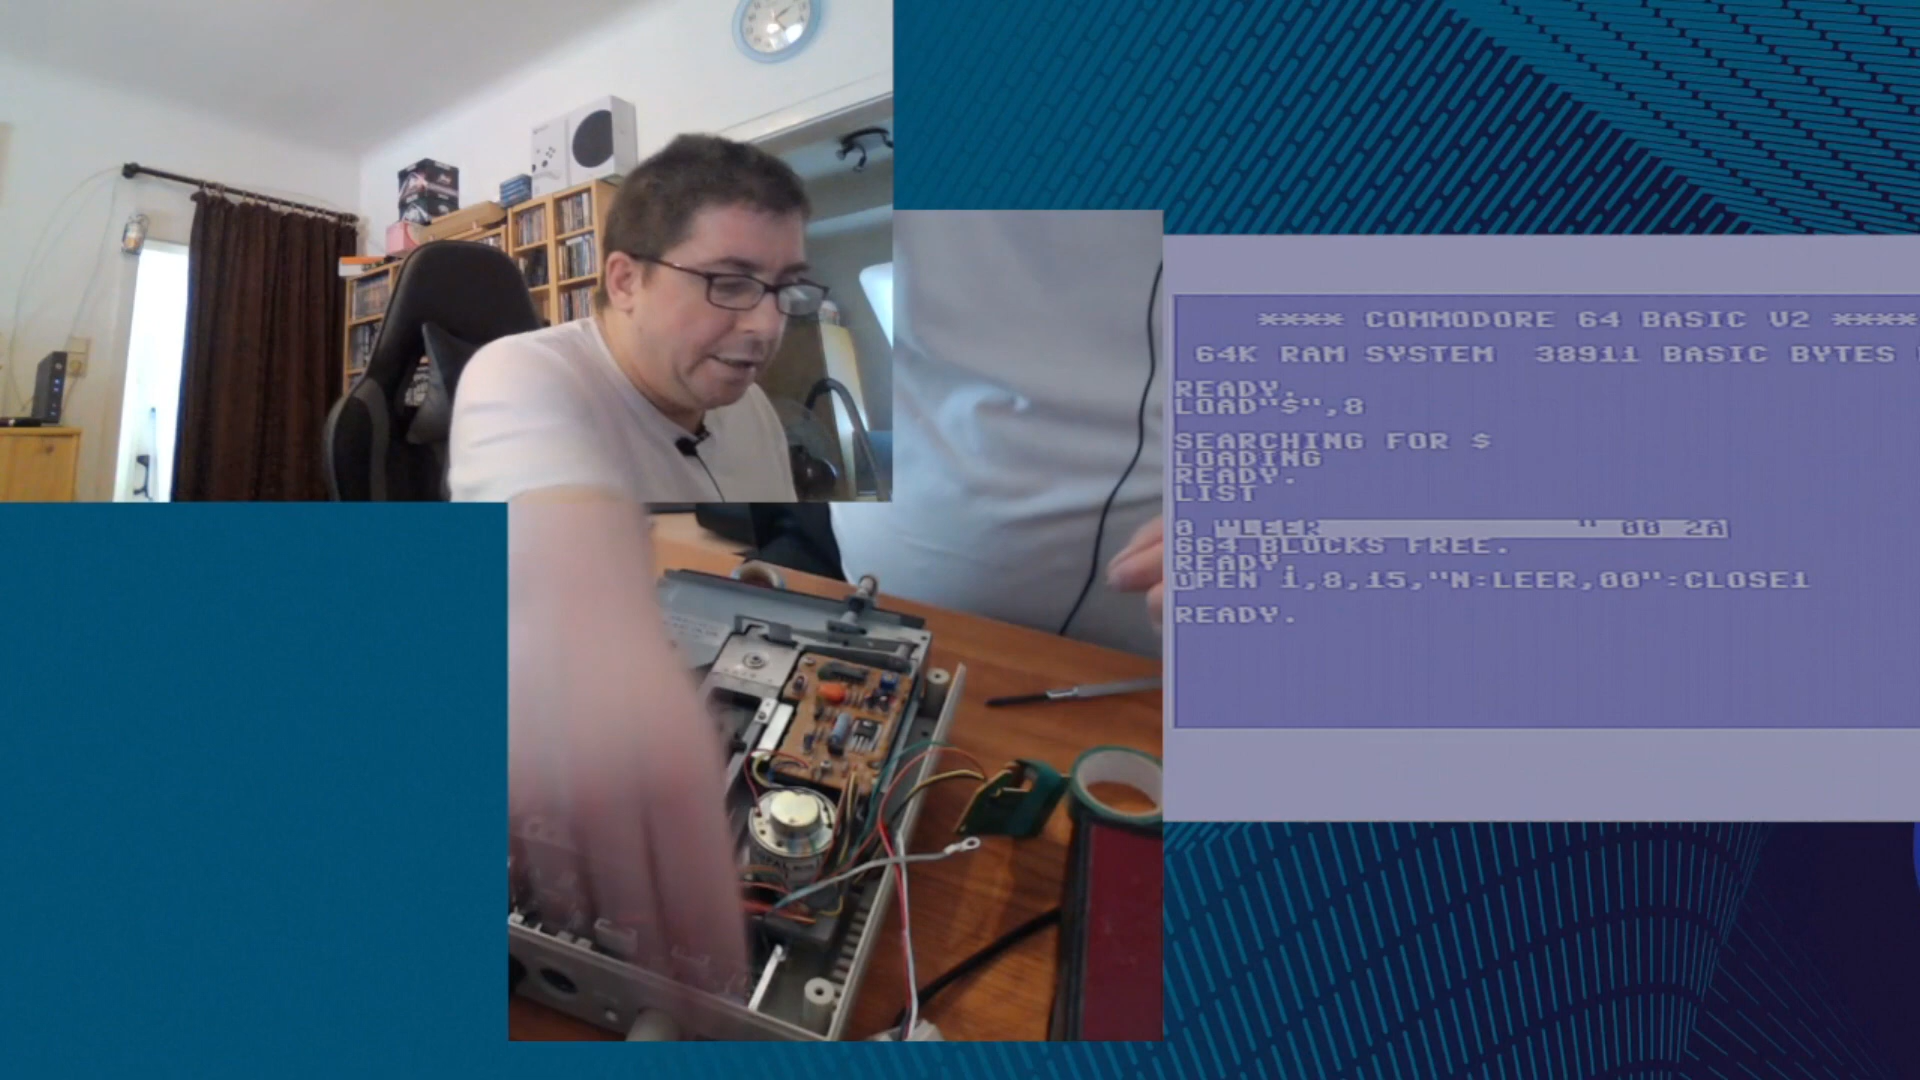 **** COMMODORE 64 BASIC V2 ****
64K RAM SYSTEM 38911 BASIC BYTES
READY.
LOAD"$",8
SEARCHING FOR $
LOADING
READY.
LIST
0 "LEER " 00 2A
664 BLOCKS FREE.
READY.
OPEN 1,8,15,"N:LEER,00":CLOSE1
READY.